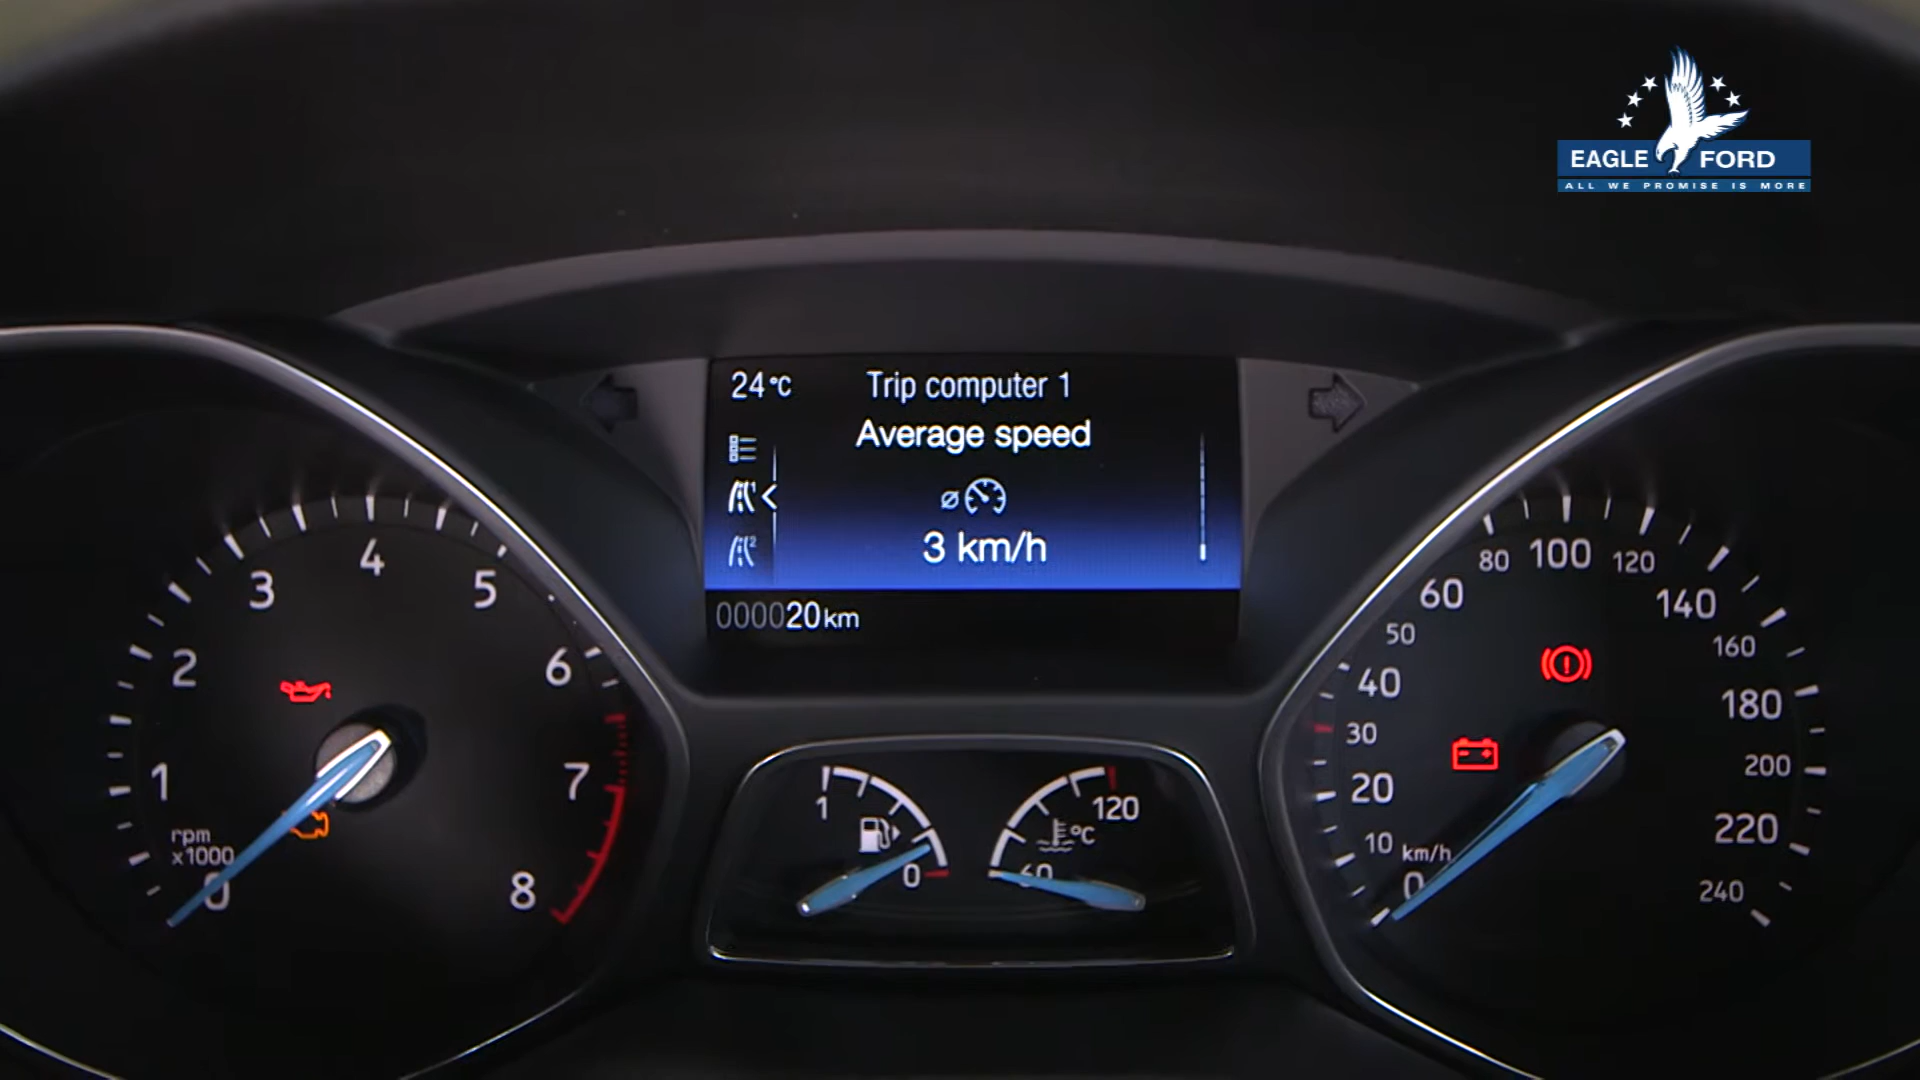 EAGLE FORD
ALL WE PROMISE IS MORE
24°C Trip computer 1
Average speed
1
2
ø
3 km/h
000020km
0
1
2
3
4
5
6
7
8
rpm
x1000
1
0
60
120
°C
0
10
20
30
40
50
60
80
100
120
140
160
180
200
220
240
km/h